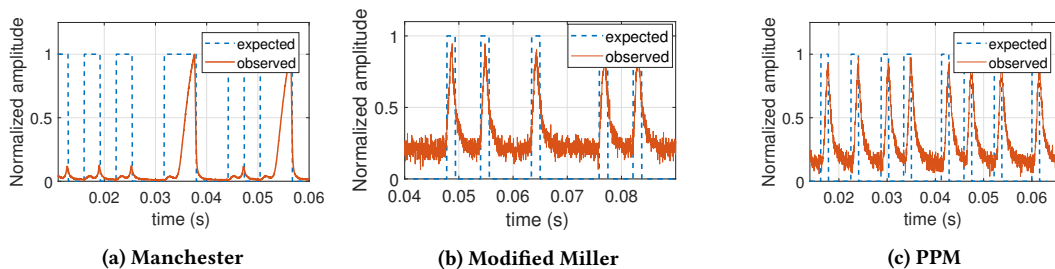 Normalized amplitude
1
0.5
0
expected
observed
0.02 0.03 0.04 0.05 0.06
time (s)
(a) Manchester
Normalized amplitude
1
0.5
0
expected
observed
0.04 0.05 0.06 0.07 0.08
time (s)
(b) Modified Miller
Normalized amplitude
1
0.5
0
expected
observed
0.02 0.03 0.04 0.05 0.06
time (s)
(c) PPM